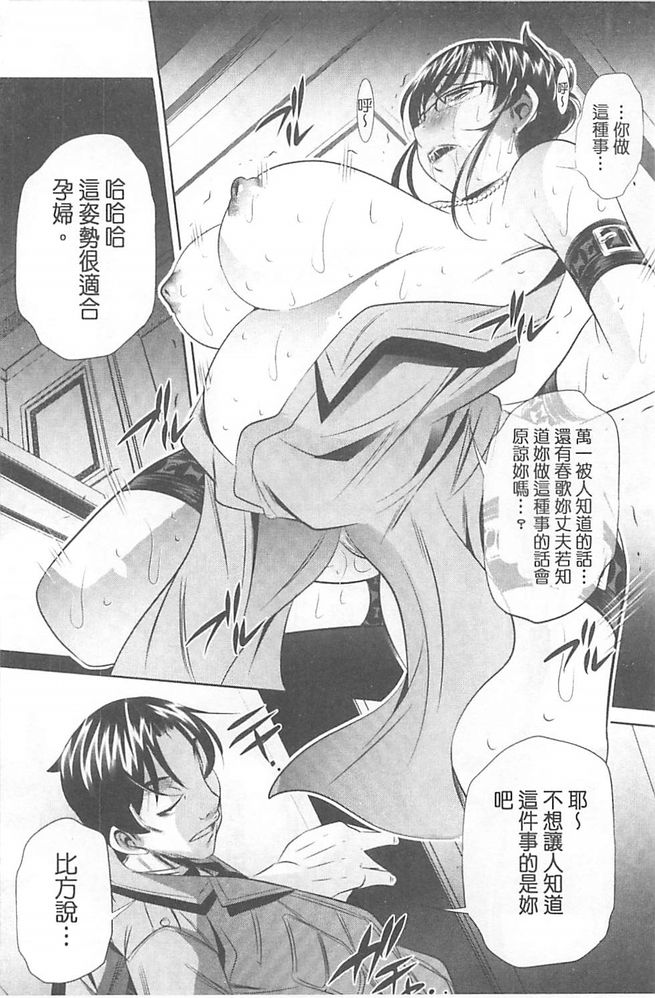 …你做
這種事…
呼～
呼～
哈哈哈
這姿勢很適合
孕婦。
萬一被人知道的話…
還有春歌妳丈夫若知
道妳做這種事的話會
原諒妳嗎…？
耶～
不想讓人知道
這件事的是妳
吧
比方說…